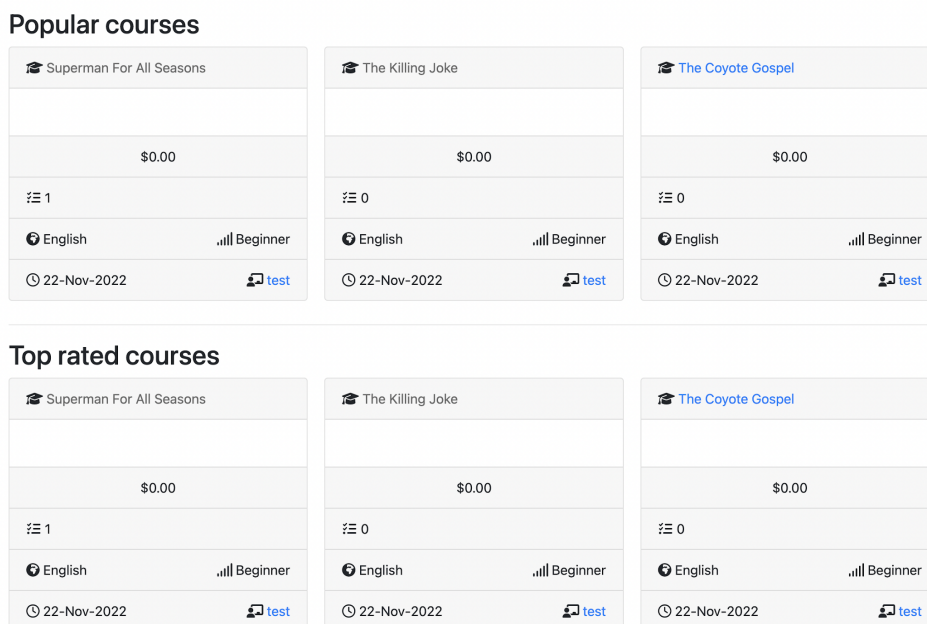 Popular courses
Superman For All Seasons The Killing Joke The Coyote Gospel
$0.00 $0.00 $0.00
1 0 0
English Beginner English Beginner English Beginner
22-Nov-2022 test 22-Nov-2022 test 22-Nov-2022 test
Top rated courses
Superman For All Seasons The Killing Joke The Coyote Gospel
$0.00 $0.00 $0.00
1 0 0
English Beginner English Beginner English Beginner
22-Nov-2022 test 22-Nov-2022 test 22-Nov-2022 test